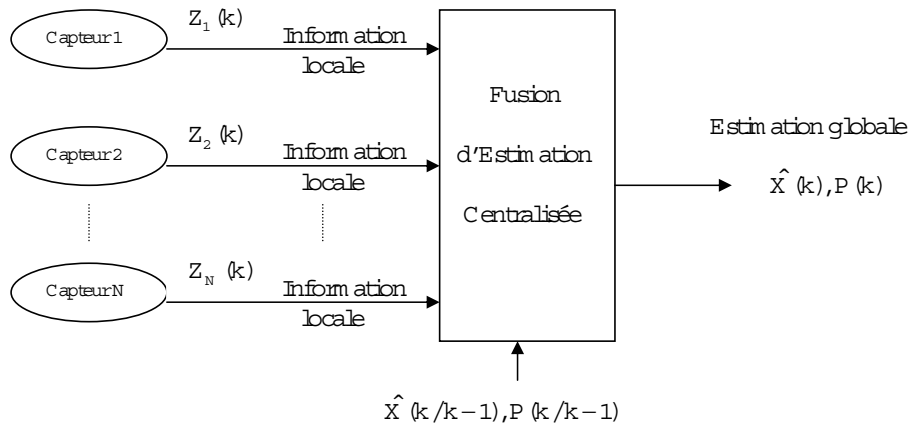 Capteur1
Z1(k)
Information
locale
Capteur2
Z2(k)
Information
locale
CapteurN
ZN (k)
Information
locale
Fusion
d'Estimation
Centralisée
Estimation globale
X^(k),P(k)
X^(k/k-1),P(k/k-1)